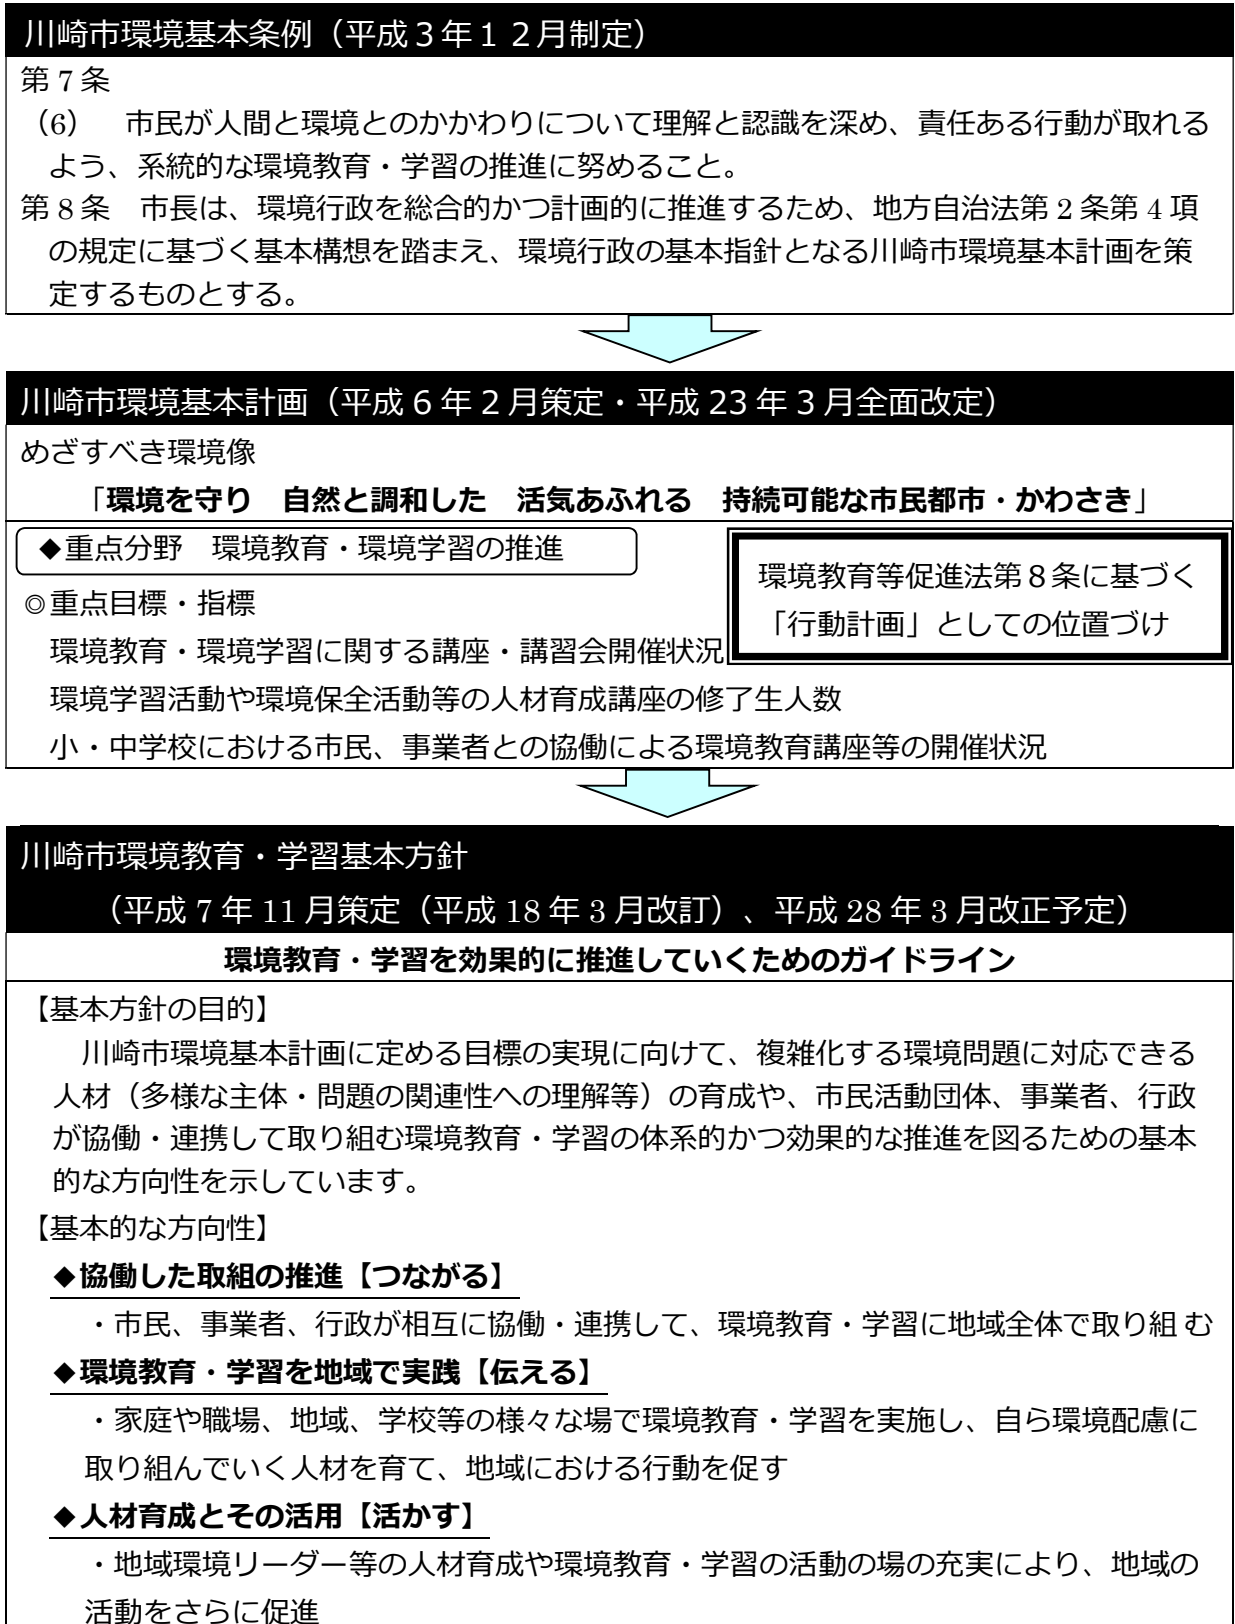 川崎市環境基本条例（平成３年１２月制定）
第７条
（6）　市民が人間と環境とのかかわりについて理解と認識を深め、責任ある行動が取れる
よう、系統的な環境教育・学習の推進に努めること。
第８条　市長は、環境行政を総合的かつ計画的に推進するため、地方自治法第 2 条第 4 項
の規定に基づく基本構想を踏まえ、環境行政の基本指針となる川崎市環境基本計画を策
定するものとする。
川崎市環境基本計画（平成６年２月策定・平成 23 年３月全面改定）
めざすべき環境像
「環境を守り　自然と調和した　活気あふれる　持続可能な市民都市・かわさき」
◆重点分野　環境教育・環境学習の推進
環境教育等促進法第８条に基づく
「行動計画」としての位置づけ
◎重点目標・指標
環境教育・環境学習に関する講座・講習会開催状況
環境学習活動や環境保全活動等の人材育成講座の修了生人数
小・中学校における市民、事業者との協働による環境教育講座等の開催状況
川崎市環境教育・学習基本方針
（平成 7 年 11 月策定（平成 18 年 3 月改訂）、平成 28 年 3 月改正予定）
環境教育・学習を効果的に推進していくためのガイドライン
【基本方針の目的】
川崎市環境基本計画に定める目標の実現に向けて、複雑化する環境問題に対応できる
人材（多様な主体・問題の関連性への理解等）の育成や、市民活動団体、事業者、行政
が協働・連携して取り組む環境教育・学習の体系的かつ効果的な推進を図るための基本
的な方向性を示しています。
【基本的な方向性】
◆協働した取組の推進【つながる】
・市民、事業者、行政が相互に協働・連携して、環境教育・学習に地域全体で取り組む
◆環境教育・学習を地域で実践【伝える】
・家庭や職場、地域、学校等の様々な場で環境教育・学習を実施し、自ら環境配慮に
取り組んでいく人材を育て、地域における行動を促す
◆人材育成とその活用【活かす】
・地域環境リーダー等の人材育成や環境教育・学習の活動の場の充実により、地域の
活動をさらに促進